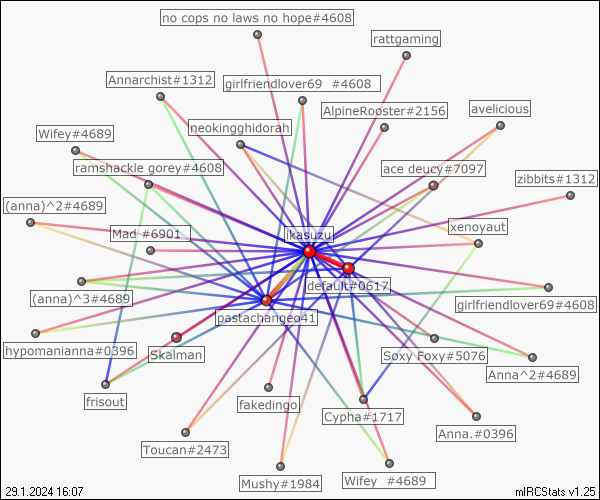 no cops no laws no hope#4608
rattgaming
Annarchist#1312
girlfriendlover69 #4608
AlpineRooster#2156
avelicious
neokingghidorah
Wifey#4689
ramshackle gorey#4608
ace deucy#7097
zibbits#1312
(anna)^2#4689
Mad #6901
ikasuzu
xenoyaut
default#0617
(anna)^3#4689
girlfriendlover69#4608
pastachangeo41
hypomanianna#0396
Skalman
Soxy Foxy#5076
Anna^2#4689
frisout
fakedingo
Cypha#1717
Anna.#0396
Toucan#2473
Mushy#1984
Wifey #4689
29.1.2024 16:07
mIRCStats v1.25